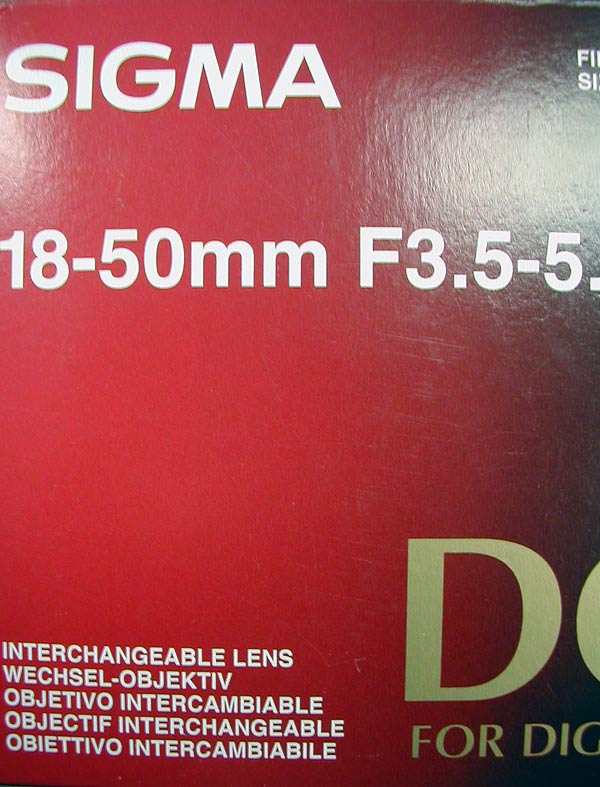 SIGMA
18-50mm F3.5-5.
INTERCHANGEABLE LENS
WECHSEL-OBJEKTIV
OBJETIVO INTERCAMBIABLE
OBJECTIF INTERCHANGEABLE
OBIETTIVO INTERCAMBIABILE
FOR DIG